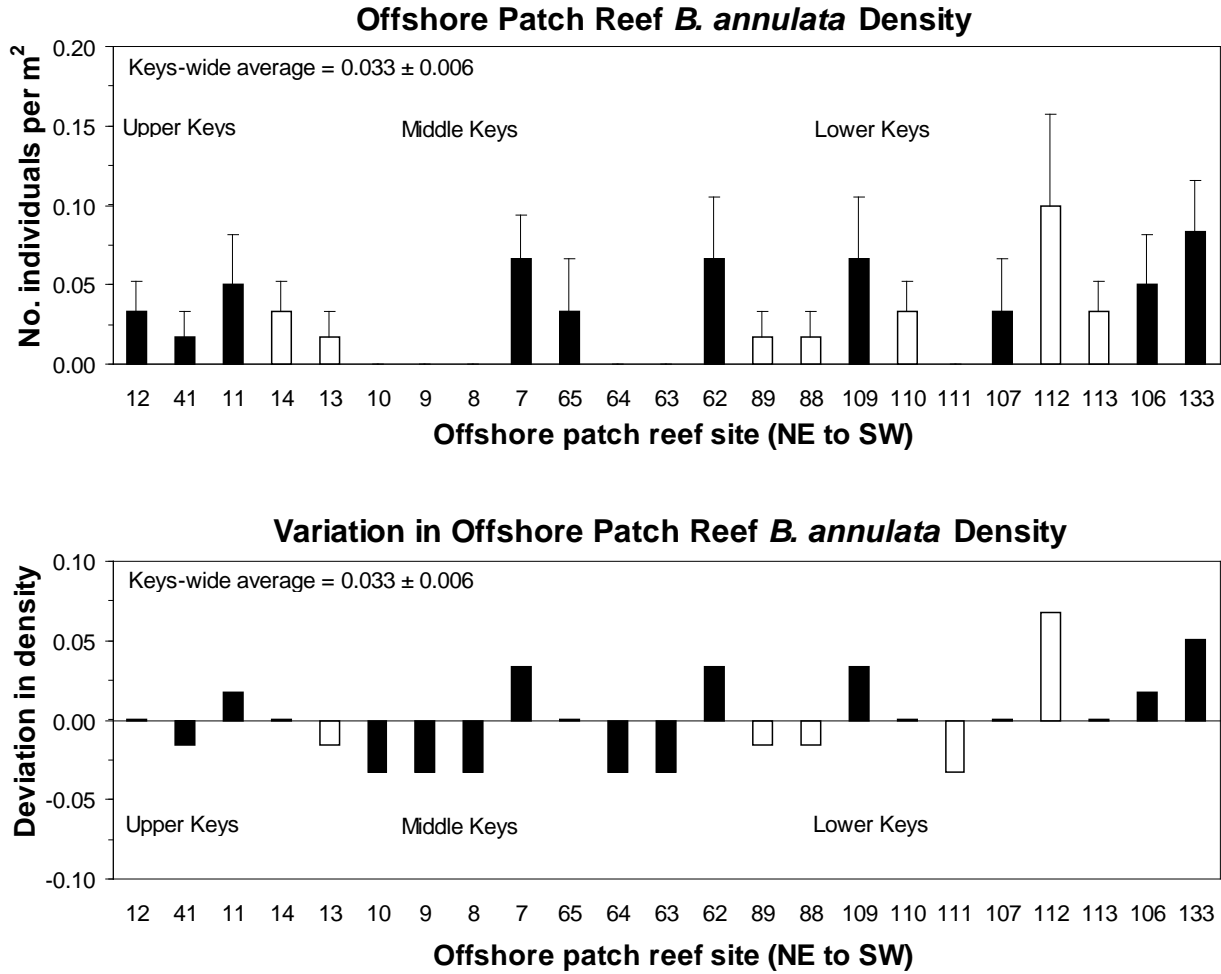 Offshore Patch Reef B. annulata Density
No. individuals per m²
0.20
0.15
0.10
0.05
0.00
Keys-wide average = 0.033 ± 0.006
Upper Keys Middle Keys Lower Keys
12 41 11 14 13 10 9 8 7 65 64 63 62 89 88 109 110 111 107 112 113 106 133
Offshore patch reef site (NE to SW)
Variation in Offshore Patch Reef B. annulata Density
Deviation in density
0.10
0.05
0.00
-0.05
-0.10
Keys-wide average = 0.033 ± 0.006
Upper Keys Middle Keys Lower Keys
12 41 11 14 13 10 9 8 7 65 64 63 62 89 88 109 110 111 107 112 113 106 133
Offshore patch reef site (NE to SW)